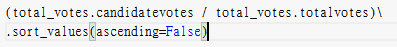 (total_votes.candidatevotes / total_votes.totalvotes)\
.sort_values(ascending=False)